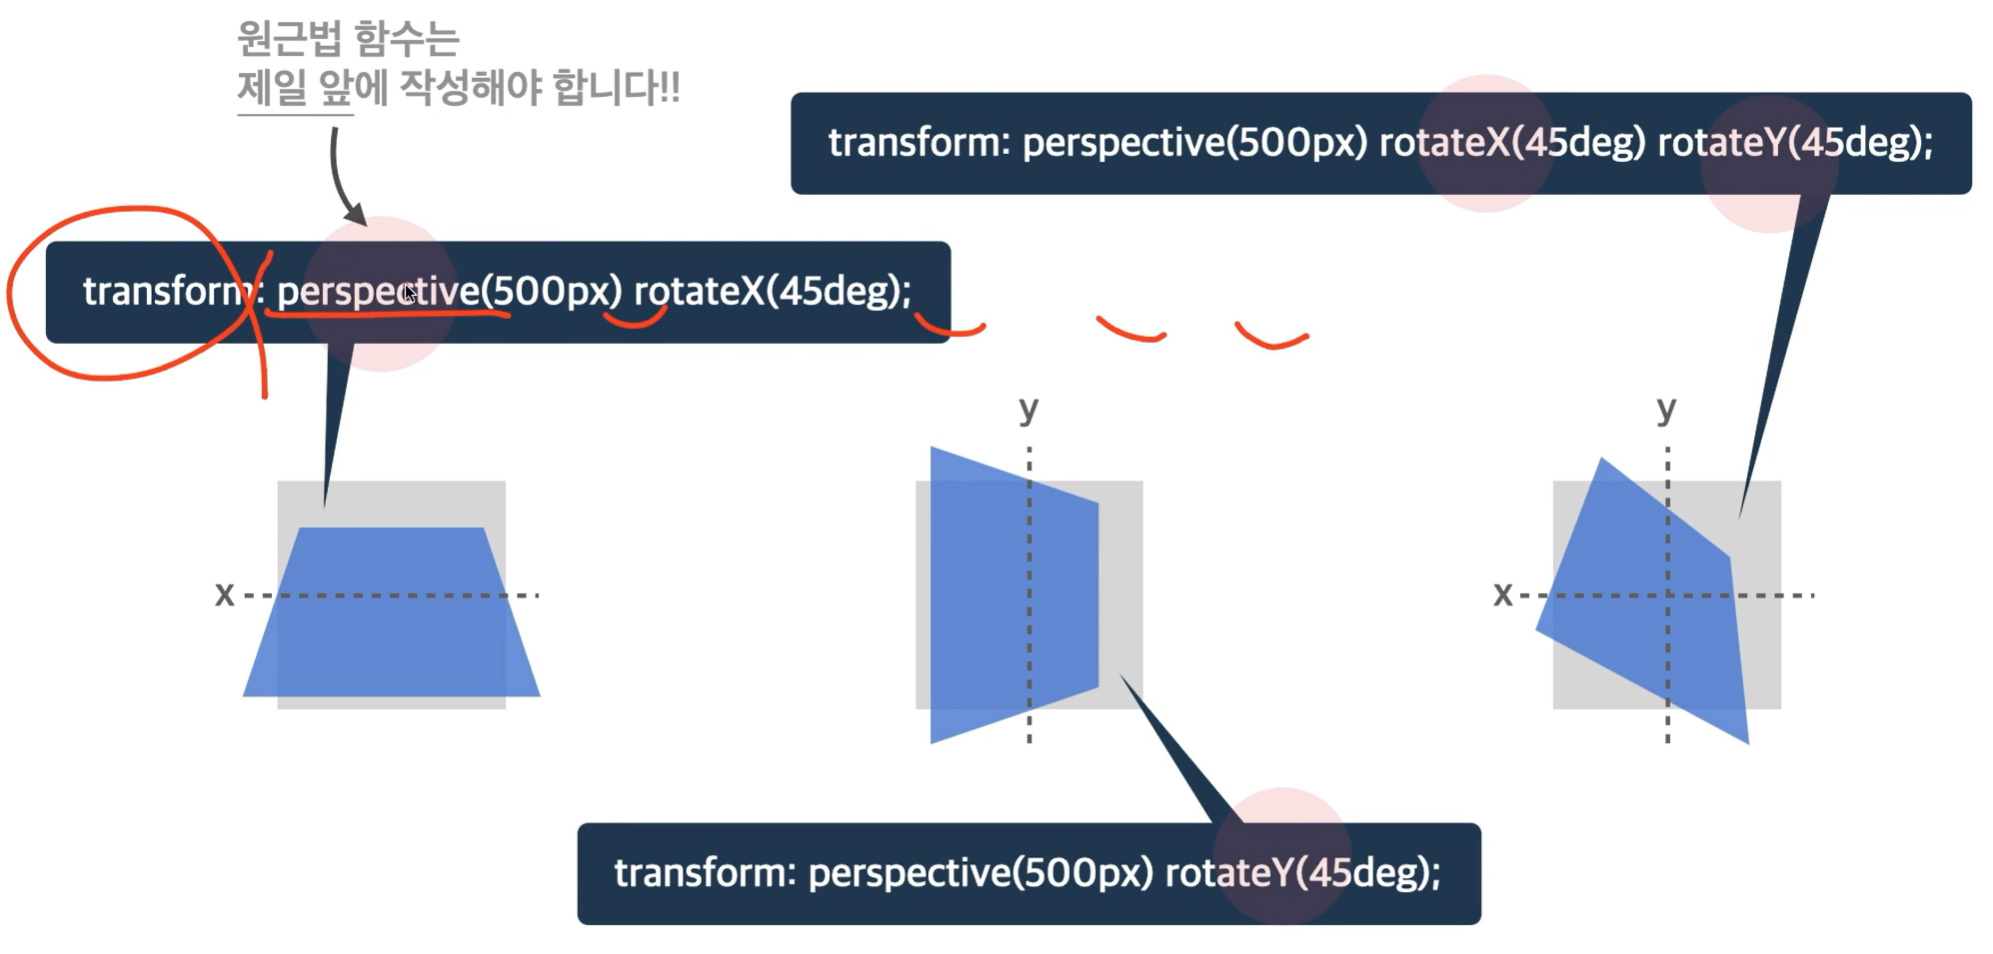 원근법 함수는
제일 앞에 작성해야 합니다!!
transform: perspective(500px) rotateX(45deg) rotateY(45deg);
transform: perspective(500px) rotateX(45deg);
y
y
x
x
transform: perspective(500px) rotateY(45deg);